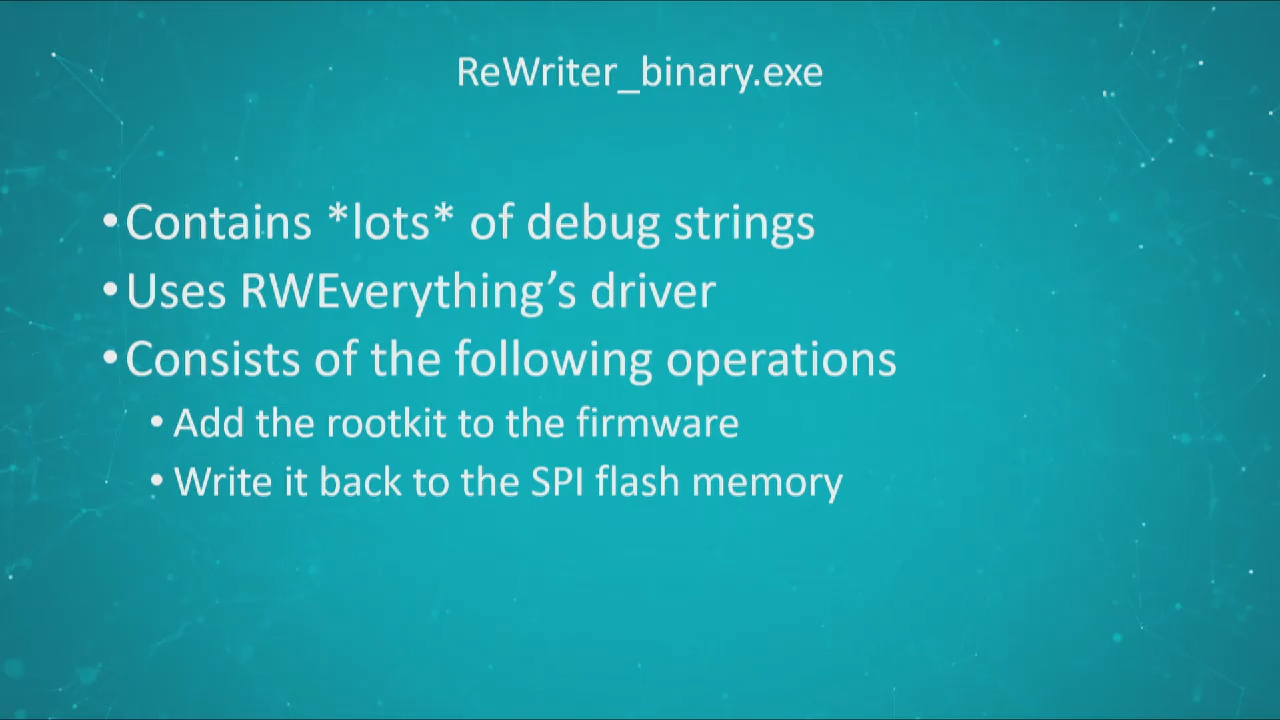 ReWriter_binary.exe
•Contains *lots* of debug strings
•Uses RWEverything’s driver
•Consists of the following operations
• Add the rootkit to the firmware
• Write it back to the SPI flash memory